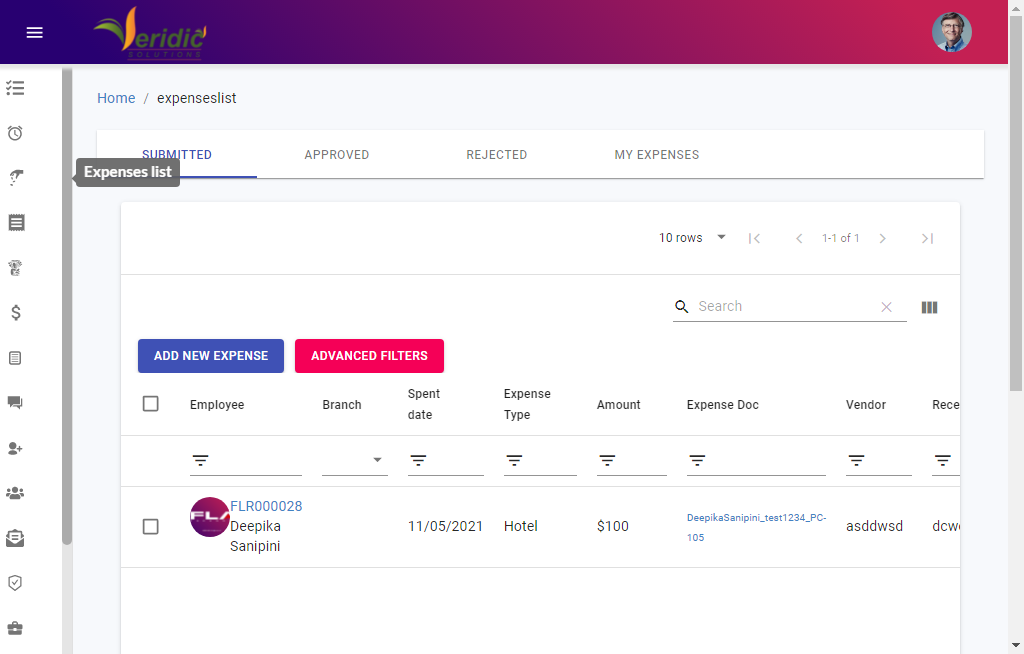 Veridic
SOLUTIONS
Home / expenseslist
SUBMITTED APPROVED REJECTED MY EXPENSES
Expenses list
10 rows 1-1 of 1
Search
ADD NEW EXPENSE ADVANCED FILTERS
Employee Branch Spent date Expense Type Amount Expense Doc Vendor Rece
FLR000028
Deepika
Sanipini
11/05/2021 Hotel $100
DeepikaSanipini_test1234_PC-
105
asddwsd